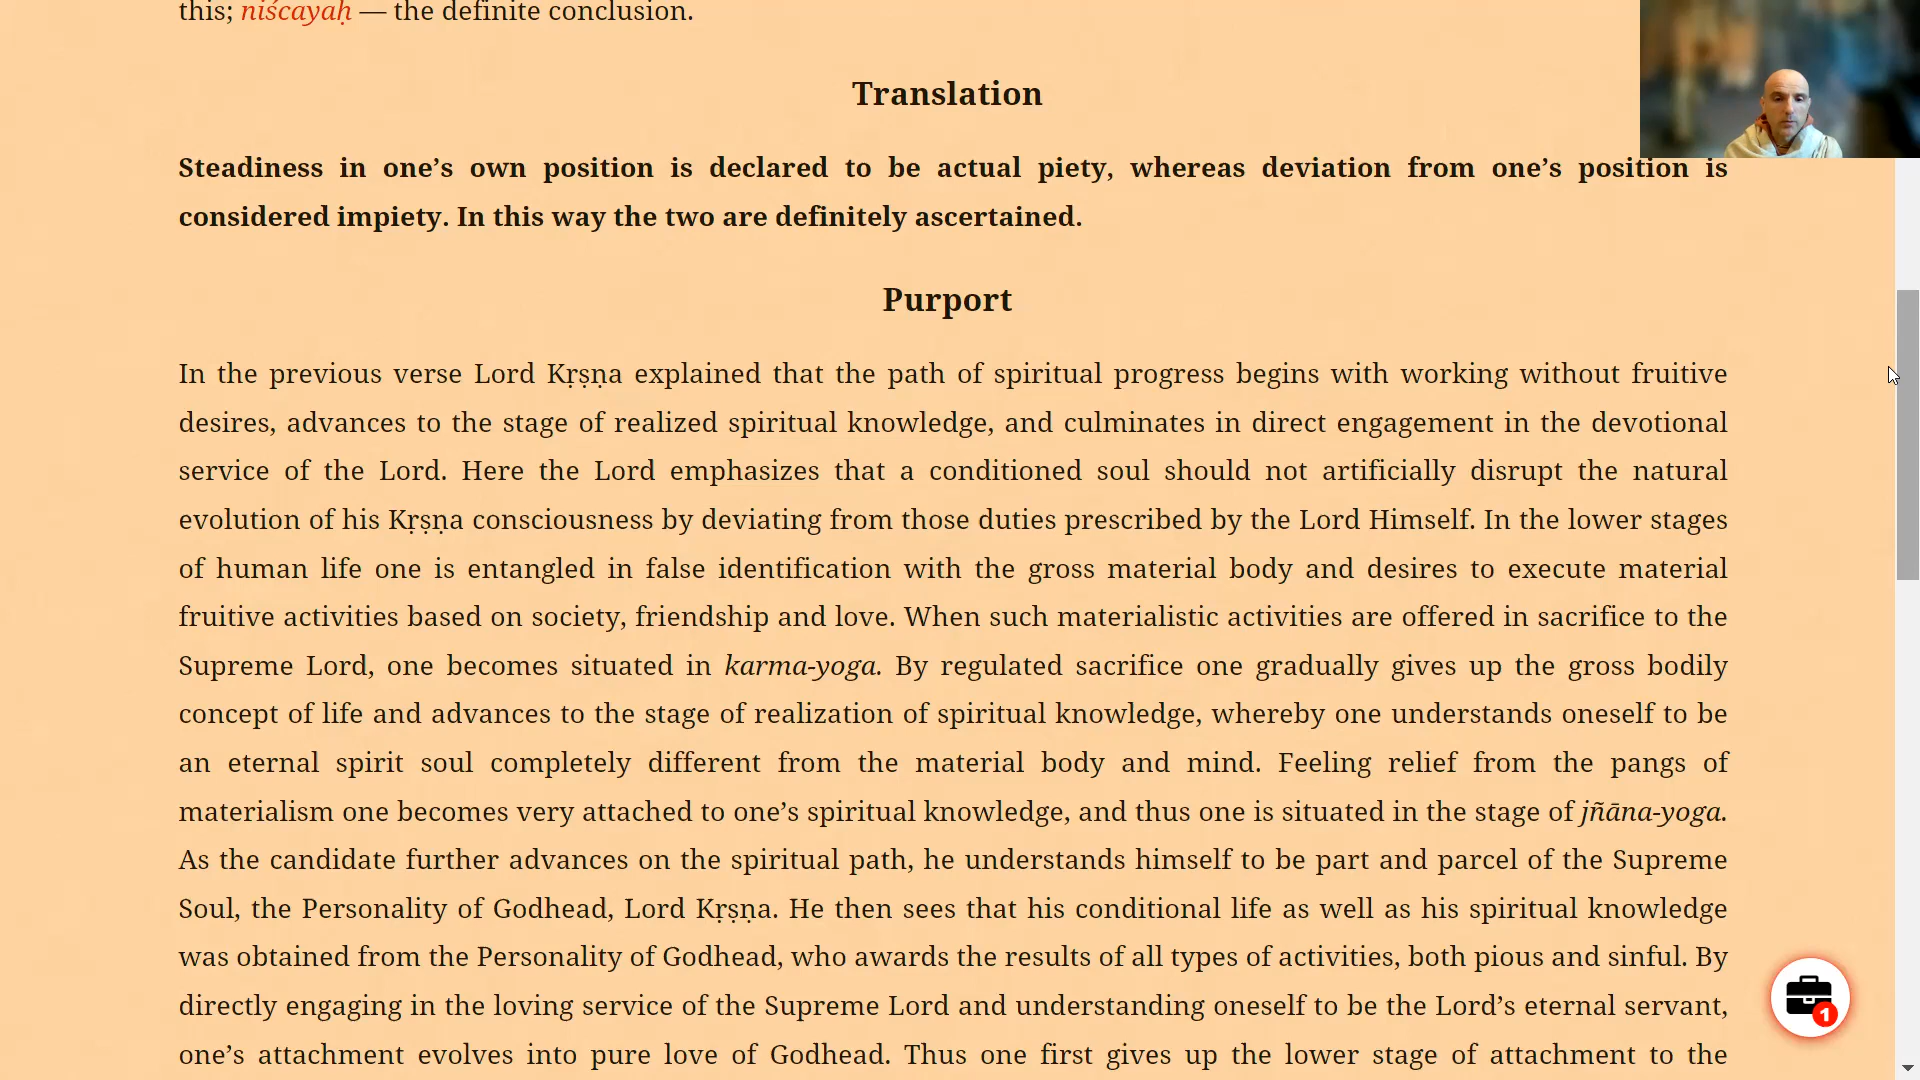 this; niścayaḥ — the definite conclusion.
Translation
Steadiness in one’s own position is declared to be actual piety, whereas deviation from one’s position is
considered impiety. In this way the two are definitely ascertained.
Purport
In the previous verse Lord Kṛṣṇa explained that the path of spiritual progress begins with working without fruitive
desires, advances to the stage of realized spiritual knowledge, and culminates in direct engagement in the devotional
service of the Lord. Here the Lord emphasizes that a conditioned soul should not artificially disrupt the natural
evolution of his Kṛṣṇa consciousness by deviating from those duties prescribed by the Lord Himself. In the lower stages
of human life one is entangled in false identification with the gross material body and desires to execute material
fruitive activities based on society, friendship and love. When such materialistic activities are offered in sacrifice to the
Supreme Lord, one becomes situated in karma-yoga. By regulated sacrifice one gradually gives up the gross bodily
concept of life and advances to the stage of realization of spiritual knowledge, whereby one understands oneself to be
an eternal spirit soul completely different from the material body and mind. Feeling relief from the pangs of
materialism one becomes very attached to one’s spiritual knowledge, and thus one is situated in the stage of jñāna-yoga.
As the candidate further advances on the spiritual path, he understands himself to be part and parcel of the Supreme
Soul, the Personality of Godhead, Lord Kṛṣṇa. He then sees that his conditional life as well as his spiritual knowledge
was obtained from the Personality of Godhead, who awards the results of all types of activities, both pious and sinful. By
directly engaging in the loving service of the Supreme Lord and understanding oneself to be the Lord’s eternal servant,
one’s attachment evolves into pure love of Godhead. Thus one first gives up the lower stage of attachment to the
1